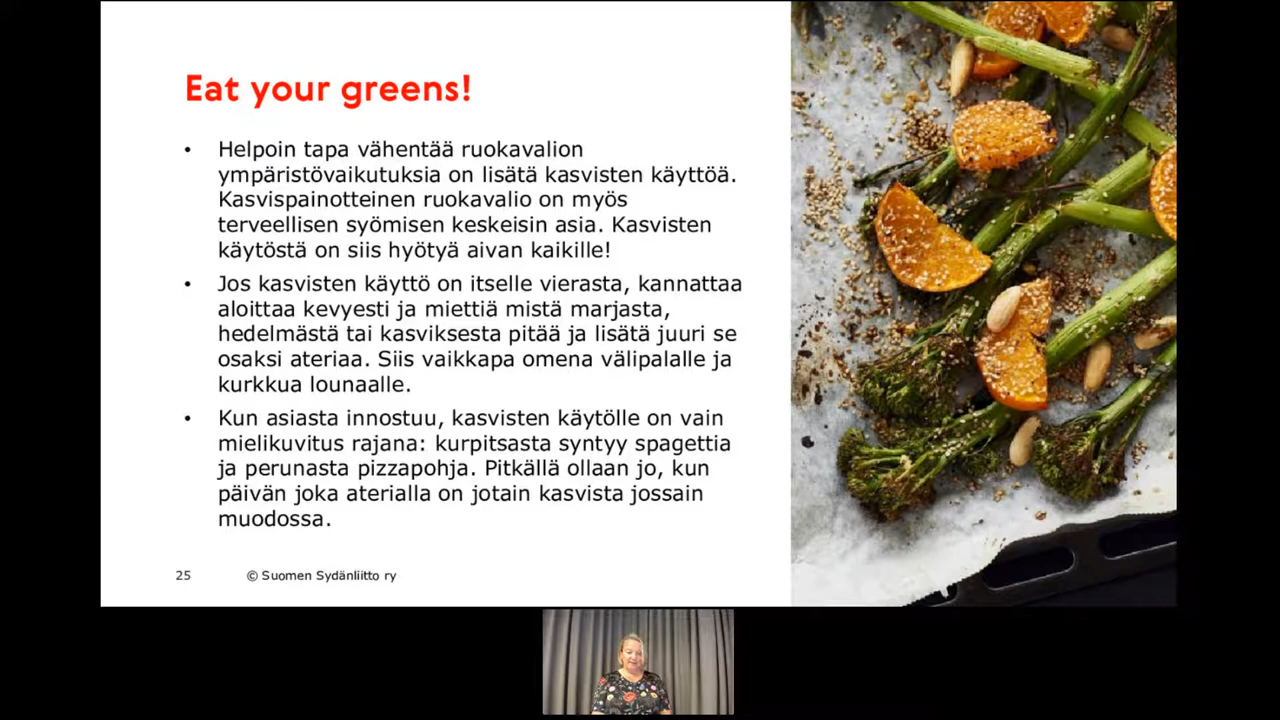 Eat your greens!
• Helpoin tapa vähentää ruokavalion
ympäristövaikutuksia on lisätä kasvisten käyttöä.
Kasvispainotteinen ruokavalio on myös
terveellisen syömisen keskeisin asia. Kasvisten
käytöstä on siis hyötyä aivan kaikille!
• Jos kasvisten käyttö on itselle vierasta, kannattaa
aloittaa kevyesti ja miettiä mistä marjasta,
hedelmästä tai kasviksesta pitää ja lisätä juuri se
osaksi ateriaa. Siis vaikkapa omena välipalalle ja
kurkkua lounaalle.
• Kun asiasta innostuu, kasvisten käytölle on vain
mielikuvitus rajana: kurpitsasta syntyy spagettia
ja perunasta pizzapohja. Pitkällä ollaan jo, kun
päivän joka aterialla on jotain kasvista jossain
muodossa.
25 © Suomen Sydänliitto ry